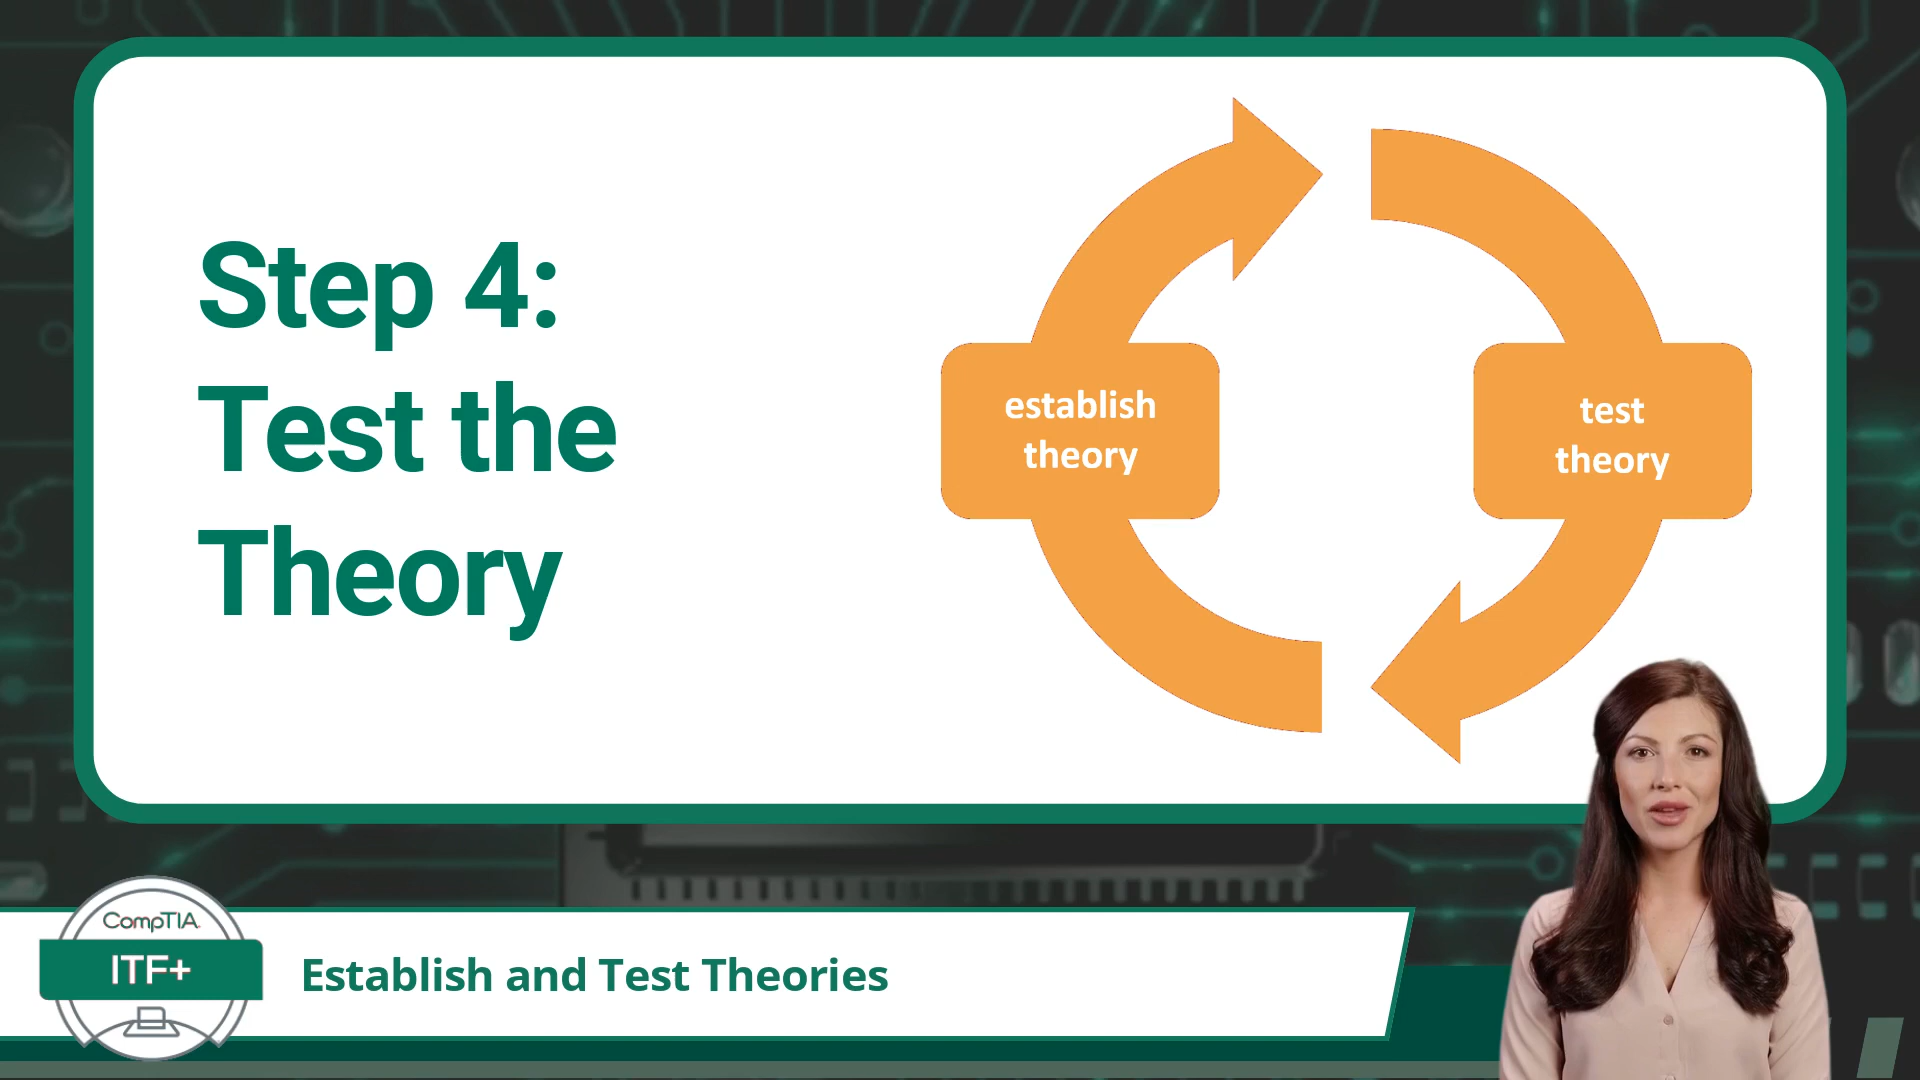 Step 4:
Test the
Theory
establish
theory
test
theory
CompTIA
ITF+
Establish and Test Theories